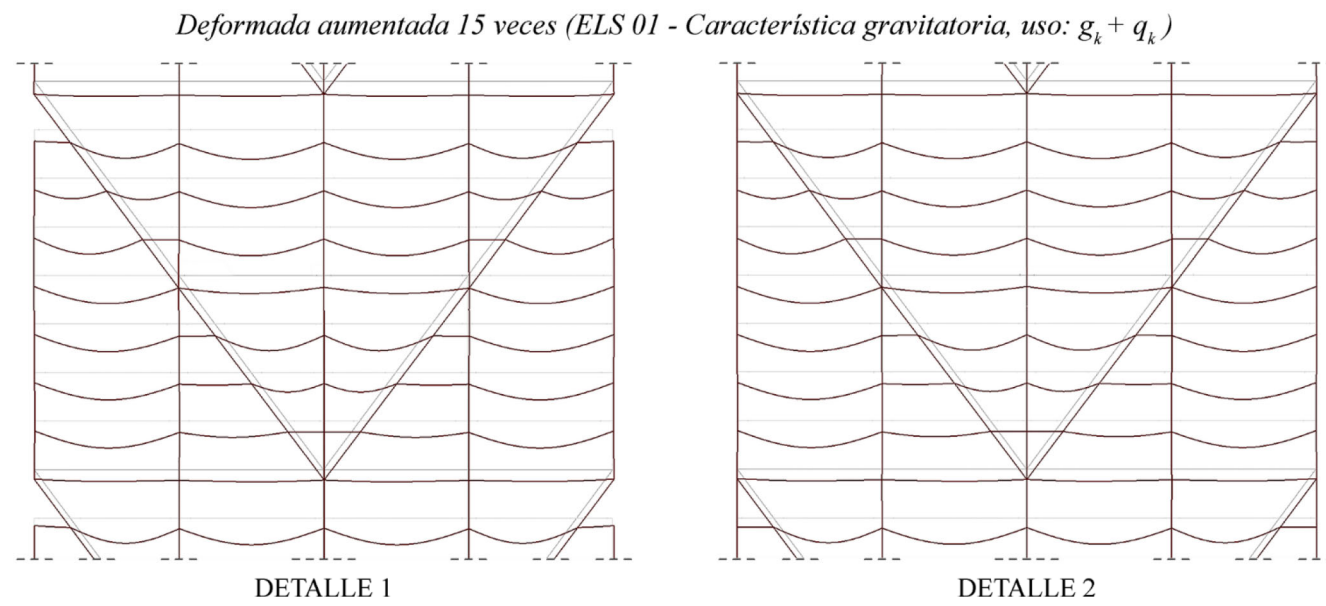 Deformada aumentada 15 veces (ELS 01 - Característica gravitatoria, uso: gₖ + qₖ )
DETALLE 1
DETALLE 2